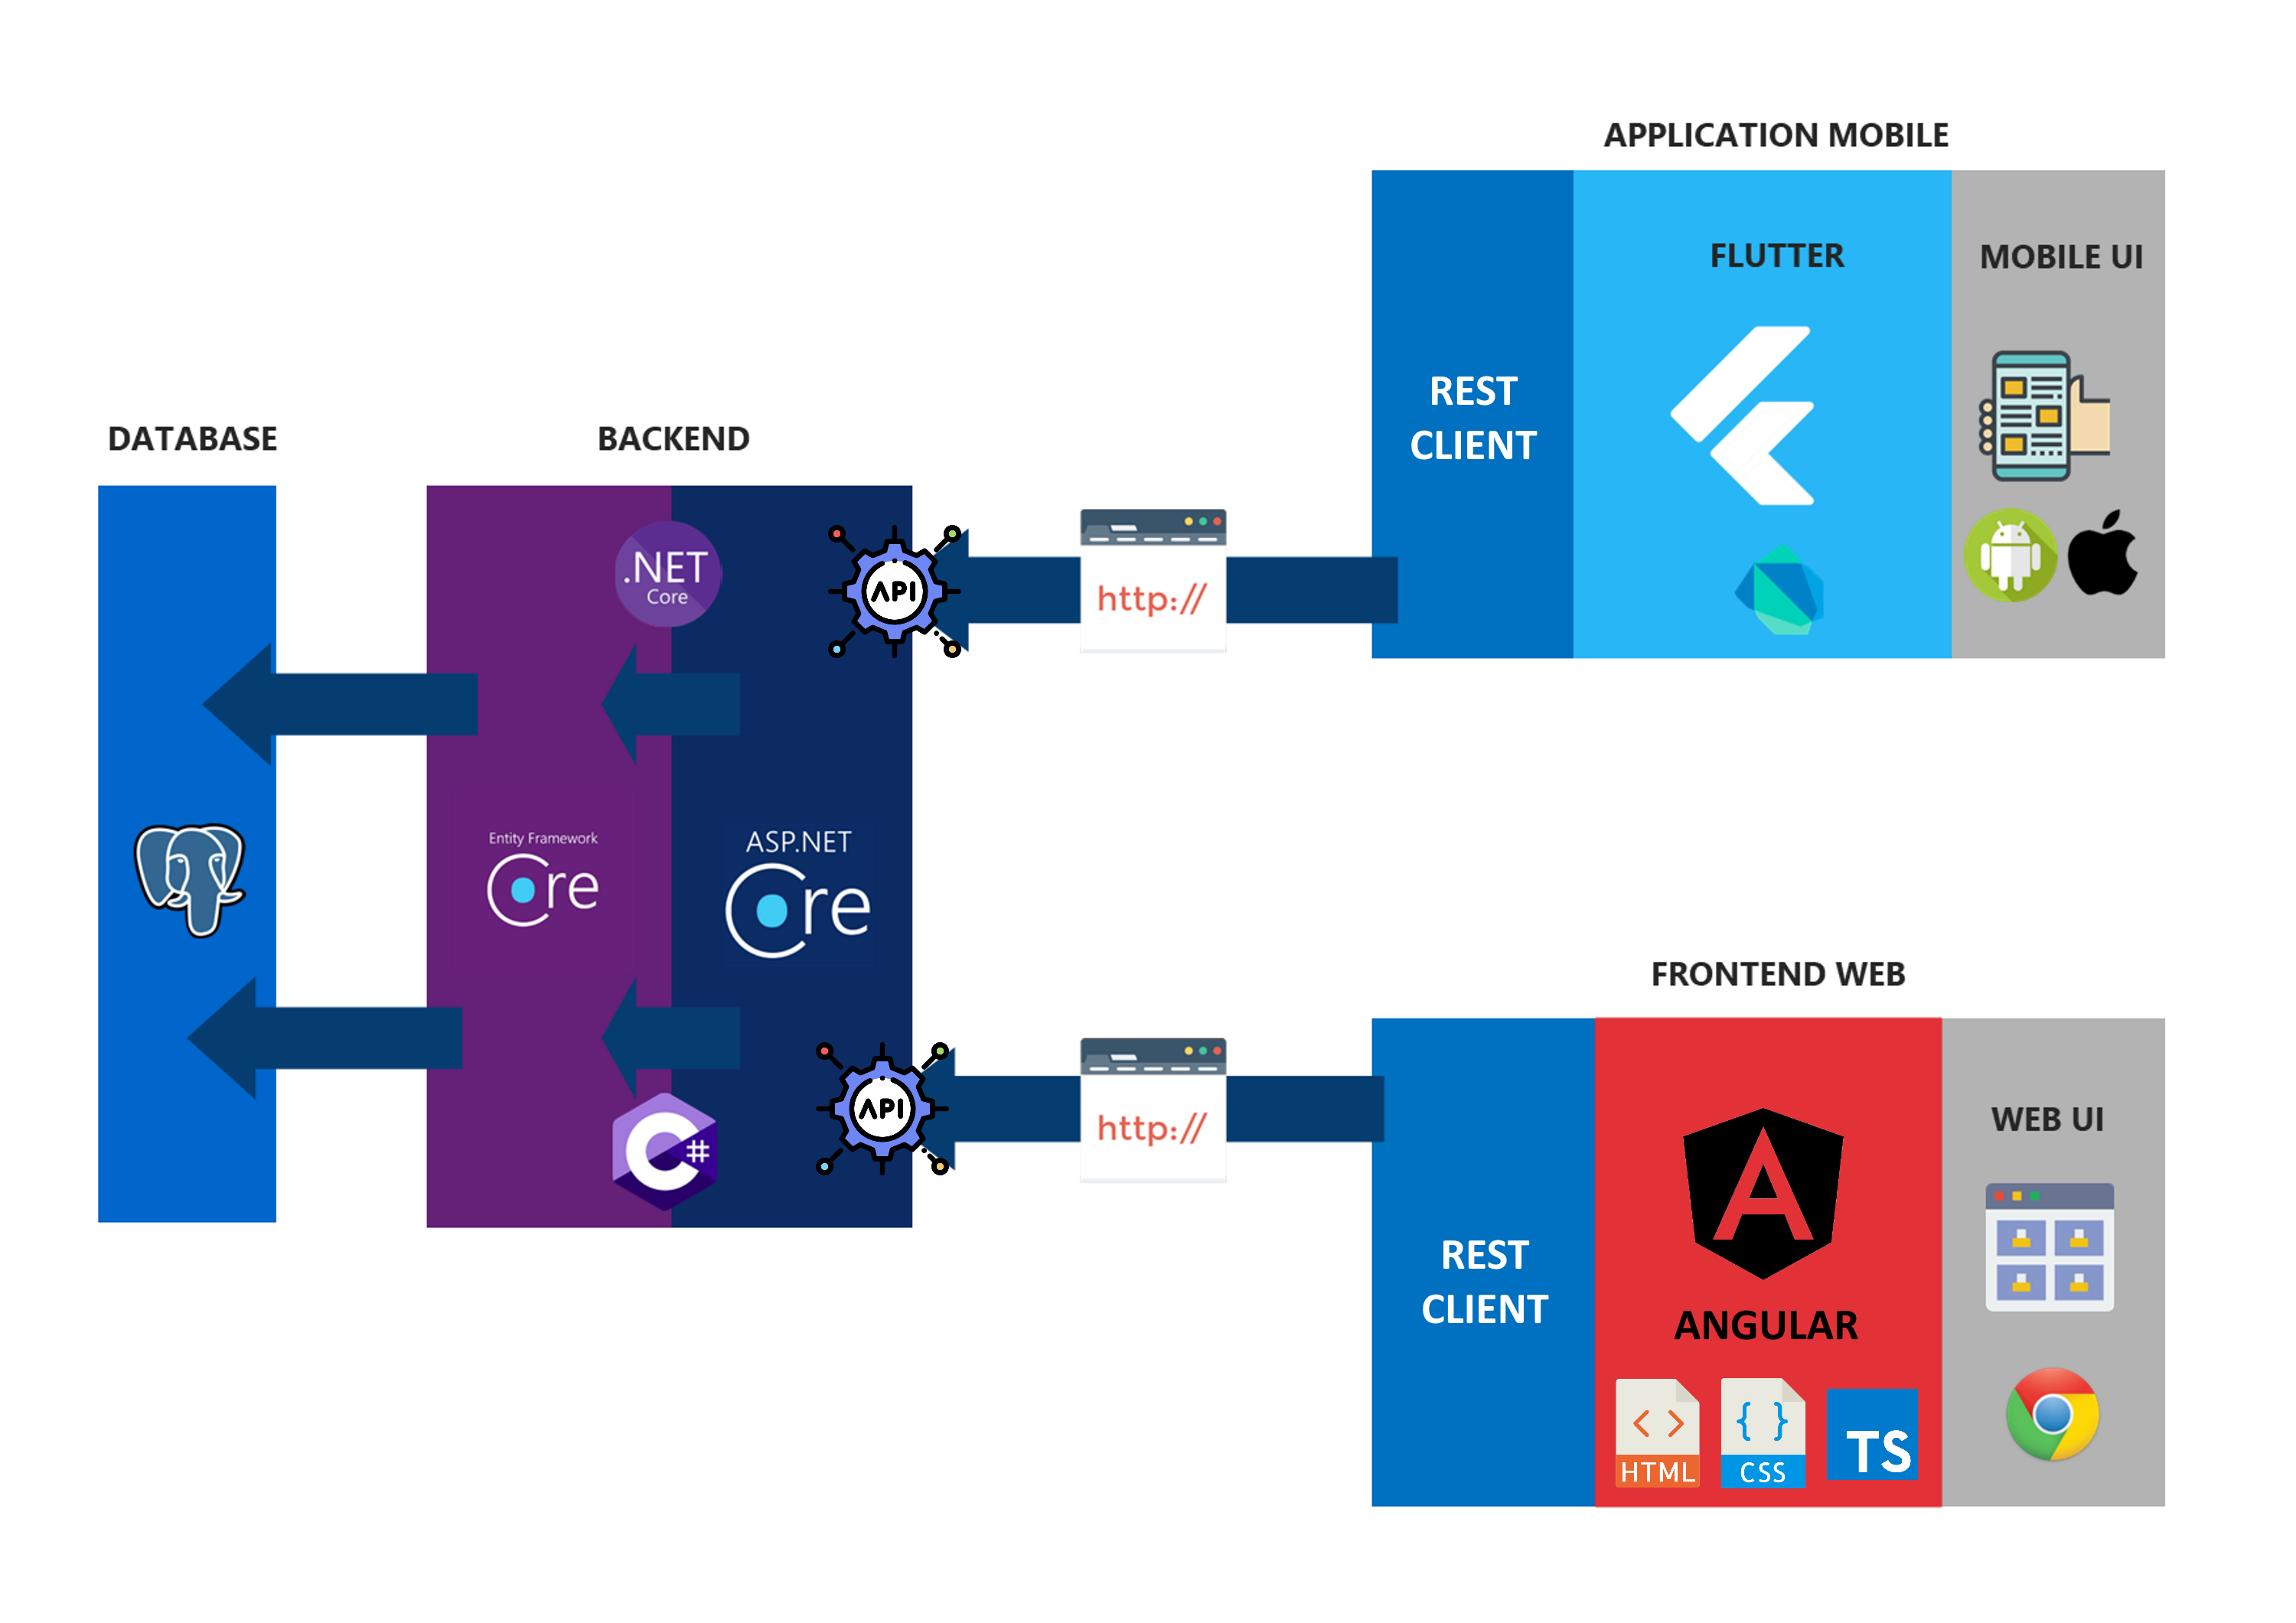 APPLICATION MOBILE
FLUTTER
MOBILE UI
REST
CLIENT
DATABASE
BACKEND
.NET
Core
API
http://
Entity Framework
Core
ASP.NET
Core
C#
API
http://
FRONTEND WEB
REST
CLIENT
A
ANGULAR
HTML
CSS
TS
WEB UI